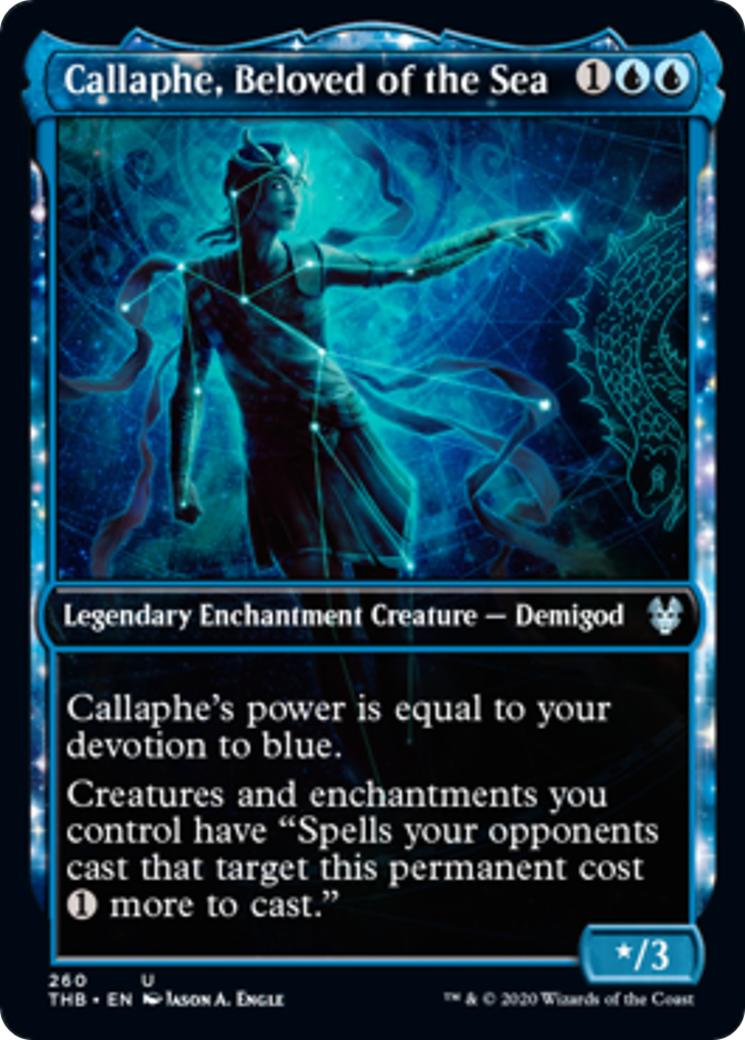 Callaphe, Beloved of the Sea 1
Legendary Enchantment Creature — Demigod
Callaphe's power is equal to your
devotion to blue.
Creatures and enchantments you
control have “Spells your opponents
cast that target this permanent cost
1 more to cast.”
*/3
260 U
THB • EN Jason A. Engle
™ & © 2020 Wizards of the Coast